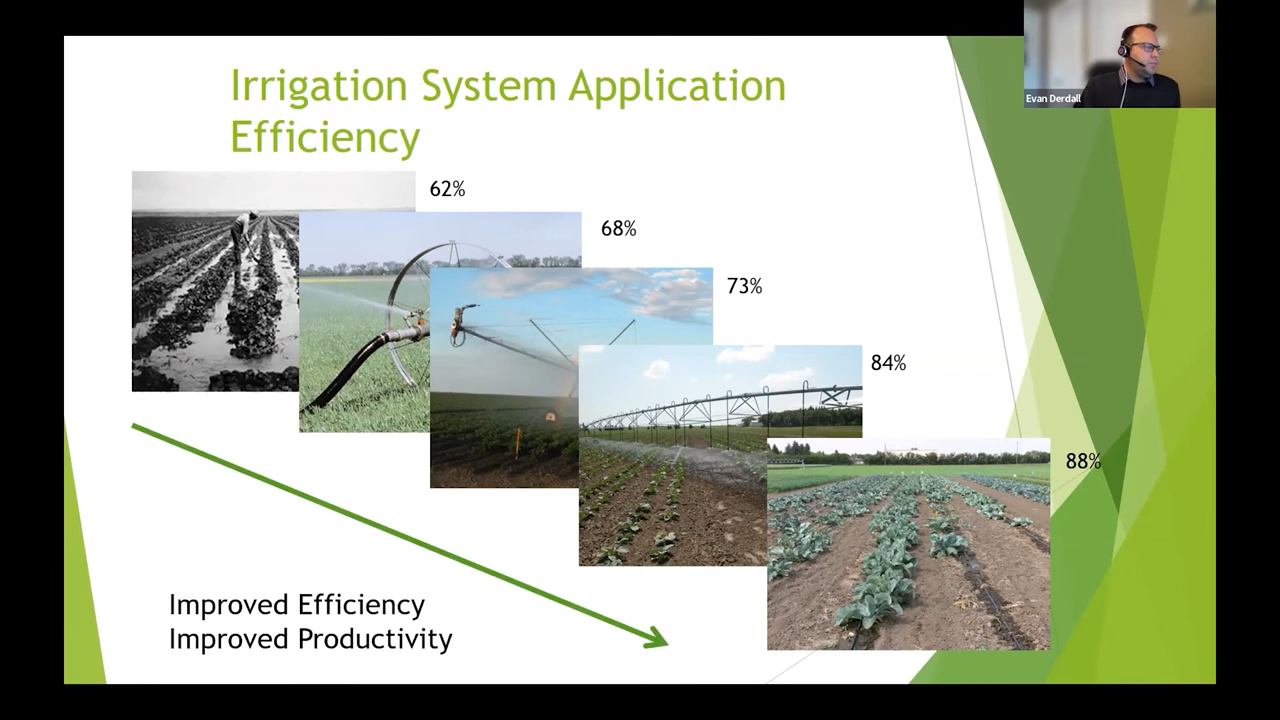 Irrigation System Application
Efficiency
Evan Derdall
62%
68%
73%
84%
88%
Improved Efficiency
Improved Productivity